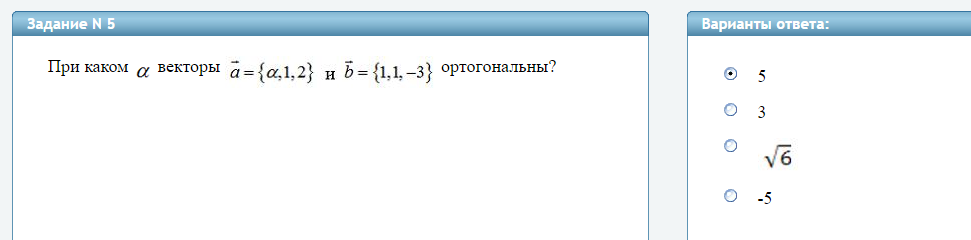 Задание N 5
При каком α векторы a⃗ = {α,1,2} и b⃗ = {1,1,−3} ортогональны?
Варианты ответа:
5
3
√6
-5